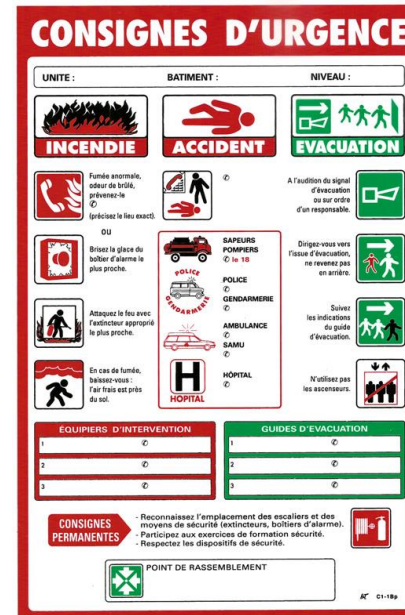 CONSIGNES D'URGENCE
UNITE :
BATIMENT :
NIVEAU :
INCENDIE
ACCIDENT
EVACUATION
Fumée anormale,
odeur de brûlé,
prévenez-le
✆
(précisez le lieu exact).
OU
Brisez la glace du
boîtier d'alarme le
plus proche.
Attaquez le feu avec
l'extincteur approprié
le plus proche.
En cas de fumée,
baissez-vous :
l'air frais est près
du sol.
✆
SAPEURS
POMPIERS
✆ le 18
POLICE
GENDARMERIE
POLICE
✆
GENDARMERIE
✆
AMBULANCE
✆
SAMU
✆
H
HOPITAL
HÔPITAL
✆
A l'audition du signal
d'évacuation
ou sur ordre
d'un responsable.
Dirigez-vous vers
l'issue d'évacuation,
ne revenez pas
en arrière.
Suivez
les indications
du guide
d'évacuation.
N'utilisez pas
les ascenseurs.
ÉQUIPIERS D'INTERVENTION
1 ✆
2 ✆
3 ✆
GUIDES D'EVACUATION
1 ✆
2 ✆
3 ✆
CONSIGNES
PERMANENTES
- Reconnaissez l'emplacement des escaliers et des
moyens de sécurité (extincteurs, boîtiers d'alarme).
- Participez aux exercices de formation sécurité.
- Respectez les dispositifs de sécurité.
POINT DE RASSEMBLEMENT
C1-1Bp